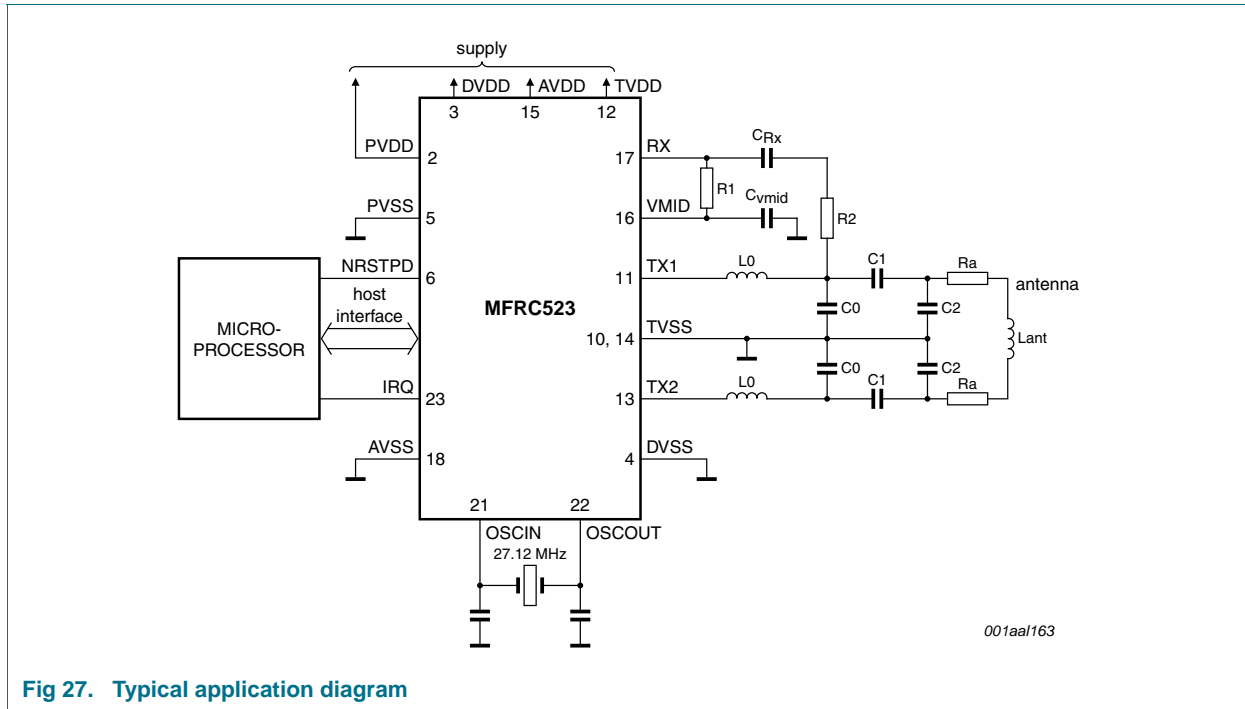 supply
DVDD AVDD TVDD
3 15 12
PVDD 2
17 RX
CRx
R1
PVSS 5
16 VMID
Cvmid
R2
NRSTPD 6
11 TX1
L0
C1
Ra
antenna
host
interface
MFRC523
C0
C2
MICRO-
PROCESSOR
10, 14 TVSS
Lant
C0
C2
IRQ 23
13 TX2
L0
C1
Ra
AVSS 18
4 DVSS
21 22
OSCIN OSCOUT
27.12 MHz
001aal163
Fig 27. Typical application diagram